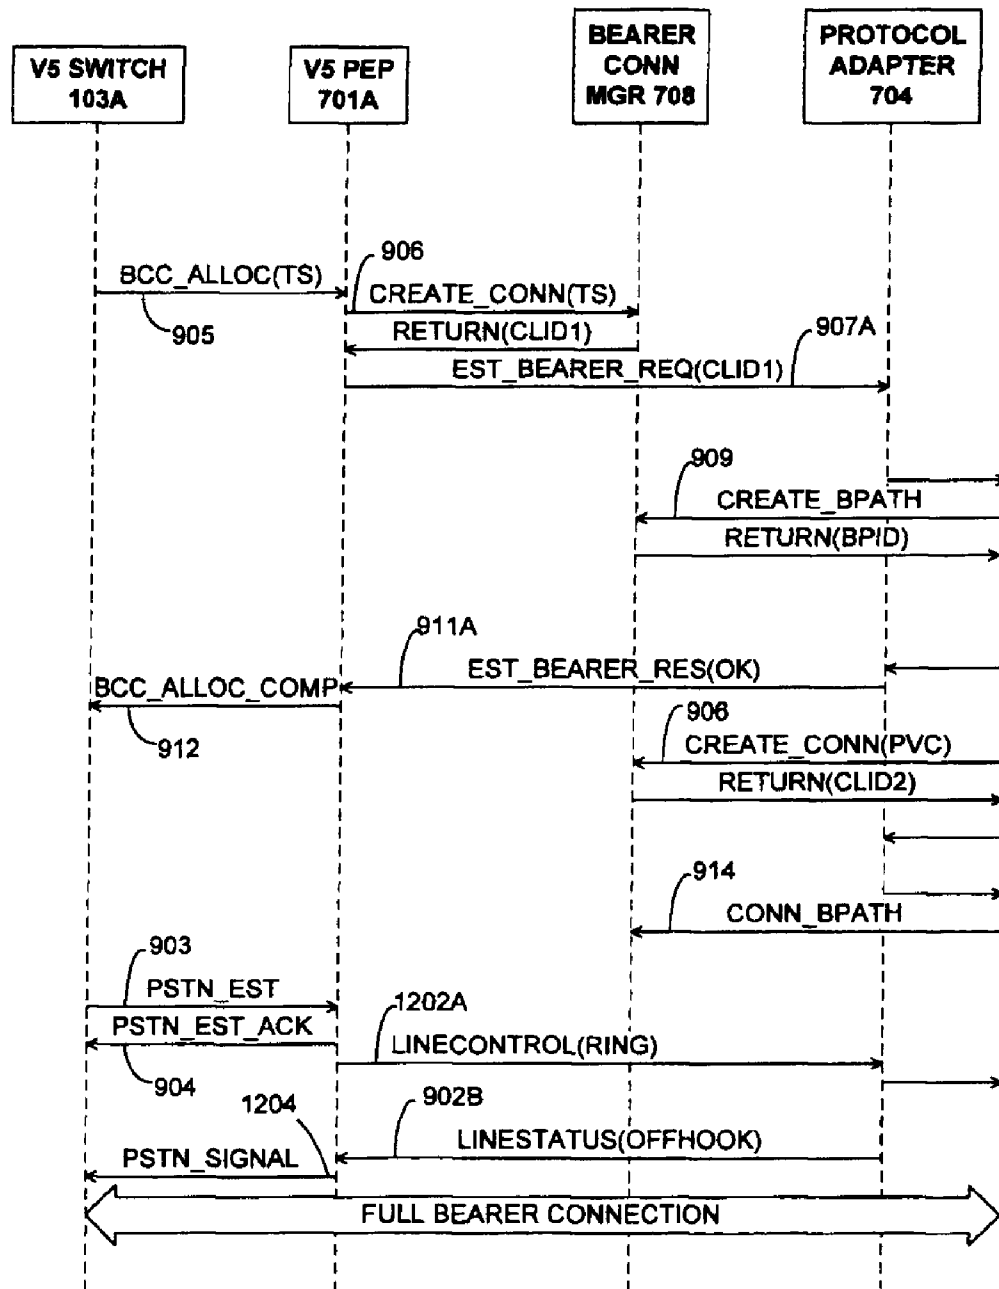 V5 SWITCH
103A
V5 PEP
701A
BEARER
CONN
MGR 708
PROTOCOL
ADAPTER
704
906
BCC_ALLOC(TS)
905
CREATE_CONN(TS)
RETURN(CLID1)
907A
EST_BEARER_REQ(CLID1)
909
CREATE_BPATH
RETURN(BPID)
911A
EST_BEARER_RES(OK)
BCC_ALLOC_COMP
912
906
CREATE_CONN(PVC)
RETURN(CLID2)
914
CONN_BPATH
903
PSTN_EST
1202A
PSTN_EST_ACK
LINECONTROL(RING)
904
902B
1204
LINESTATUS(OFFHOOK)
PSTN_SIGNAL
FULL BEARER CONNECTION